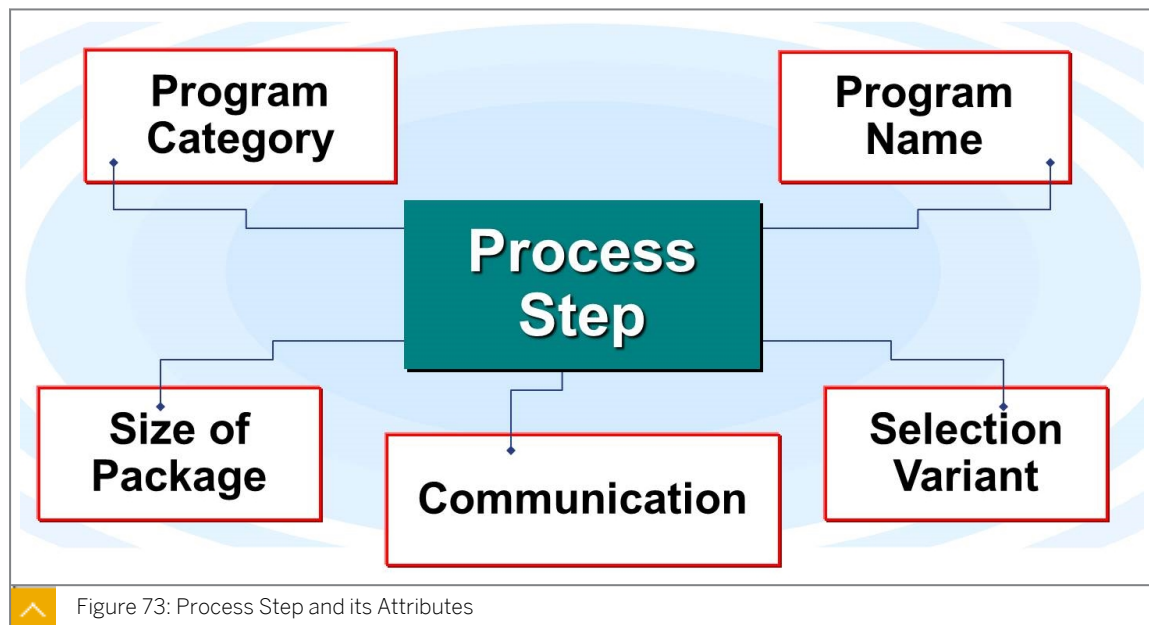 Program
Category
Program
Name
Process
Step
Size of
Package
Communication
Selection
Variant
Figure 73: Process Step and its Attributes